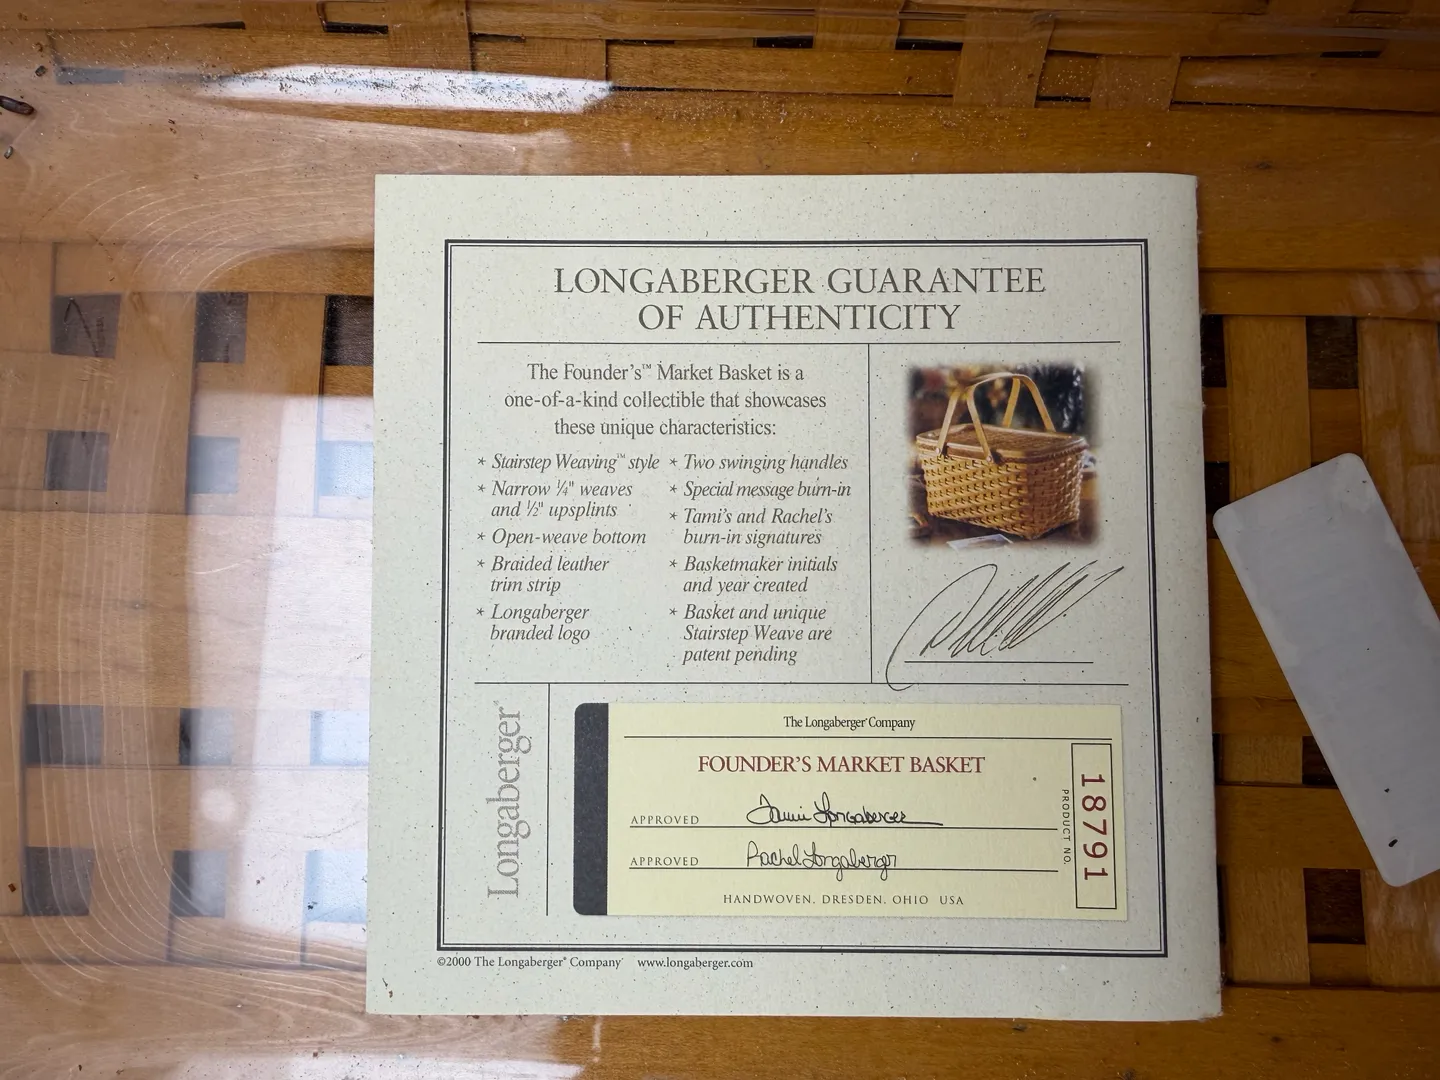 LONGABERGER GUARANTEE
OF AUTHENTICITY
The Founder's™ Market Basket is a
one-of-a-kind collectible that showcases
these unique characteristics:
* Stairstep Weaving™ style
* Narrow ¼" weaves
and ½" upsplints
* Open-weave bottom
* Braided leather
trim strip
* Longaberger
branded logo
* Two swinging handles
* Special message burn-in
* Tami's and Rachel's
burn-in signatures
* Basketmaker initials
and year created
* Basket and unique
Stairstep Weave are
patent pending
Longaberger®
The Longaberger® Company
FOUNDER'S MARKET BASKET
APPROVED Tami Longaberger
APPROVED Rachel Longaberger
HANDWOVEN, DRESDEN, OHIO USA
PRODUCT NO.
18791
©2000 The Longaberger® Company www.longaberger.com